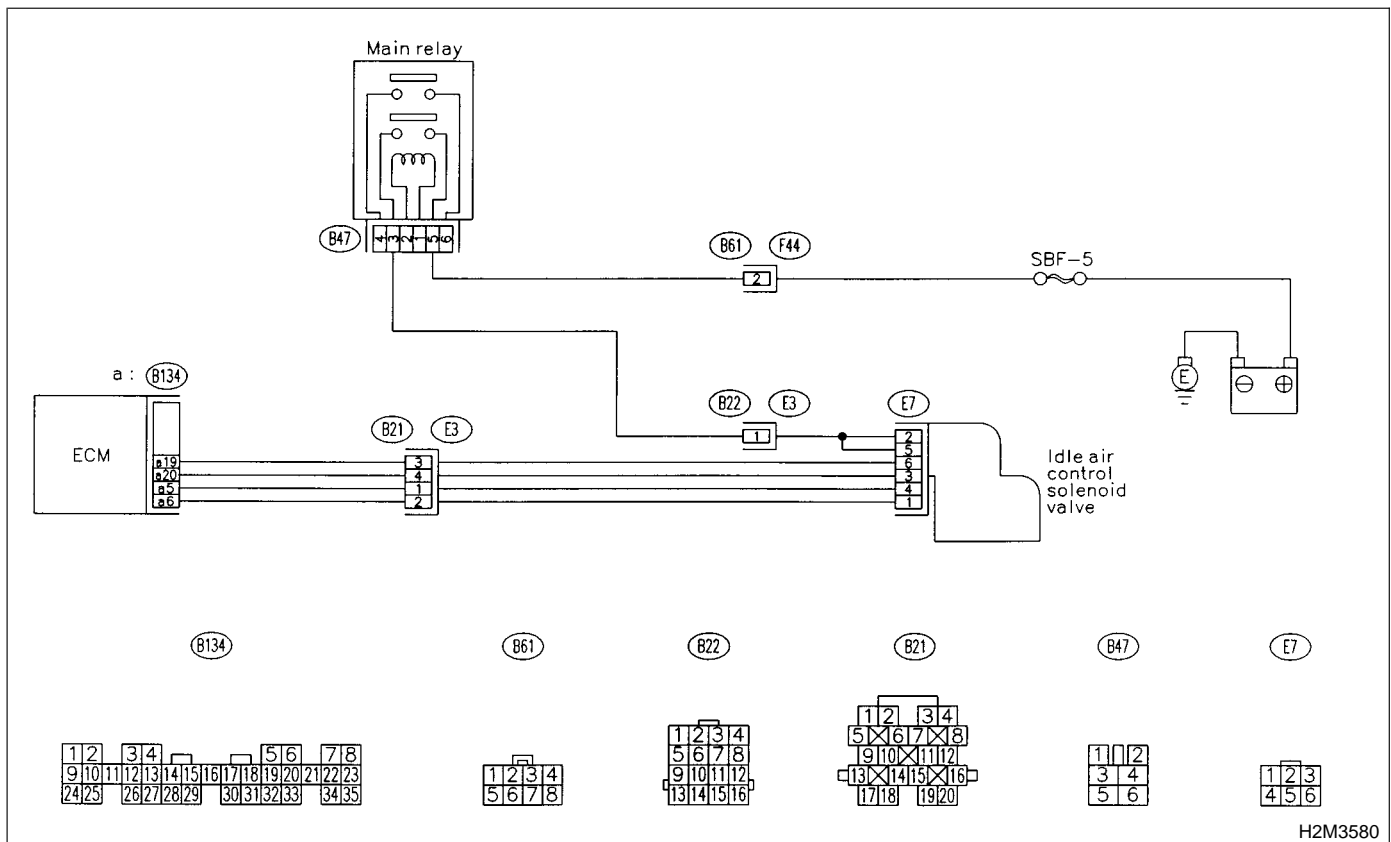 Main relay
B47
4 3 2 1 5 6
B61 F44
2
SBF-5
E
⊖ ⊕
a : B134
ECM
a19
a20
a5
a6
B21 E3
3
4
1
2
B22 E3
1
E7
2
5
6
3
4
1
Idle air
control
solenoid
valve
B134
B61
B22
B21
B47
E7
1 2 3 4 5 6 7 8
9 10 11 12 13 14 15 16 17 18 19 20 21 22 23
24 25 26 27 28 29 30 31 32 33 34 35
1 2 3 4
5 6 7 8
1 2 3 4
5 6 7 8
9 10 11 12
13 14 15 16
1 2 3 4
5 6 7 8
9 10 11 12
13 14 15 16
17 18 19 20
1 2
3 4
5 6
1 2 3
4 5 6
H2M3580